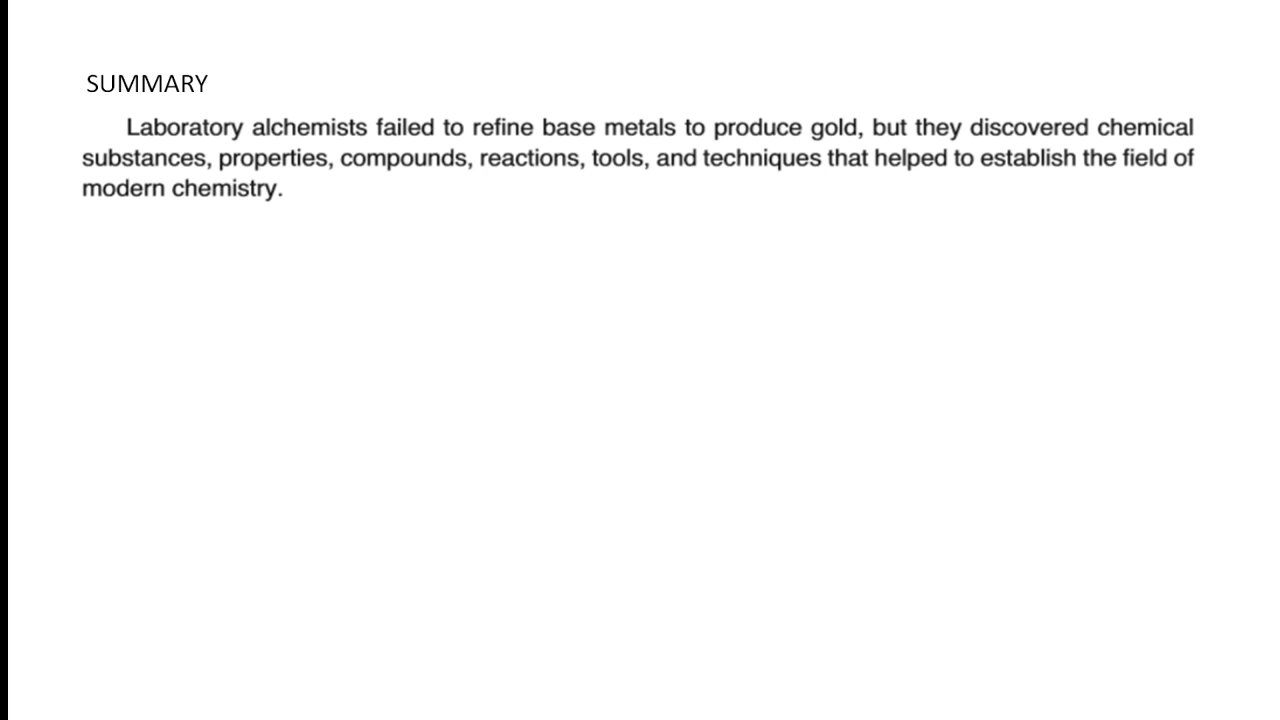 SUMMARY
Laboratory alchemists failed to refine base metals to produce gold, but they discovered chemical
substances, properties, compounds, reactions, tools, and techniques that helped to establish the field of
modern chemistry.